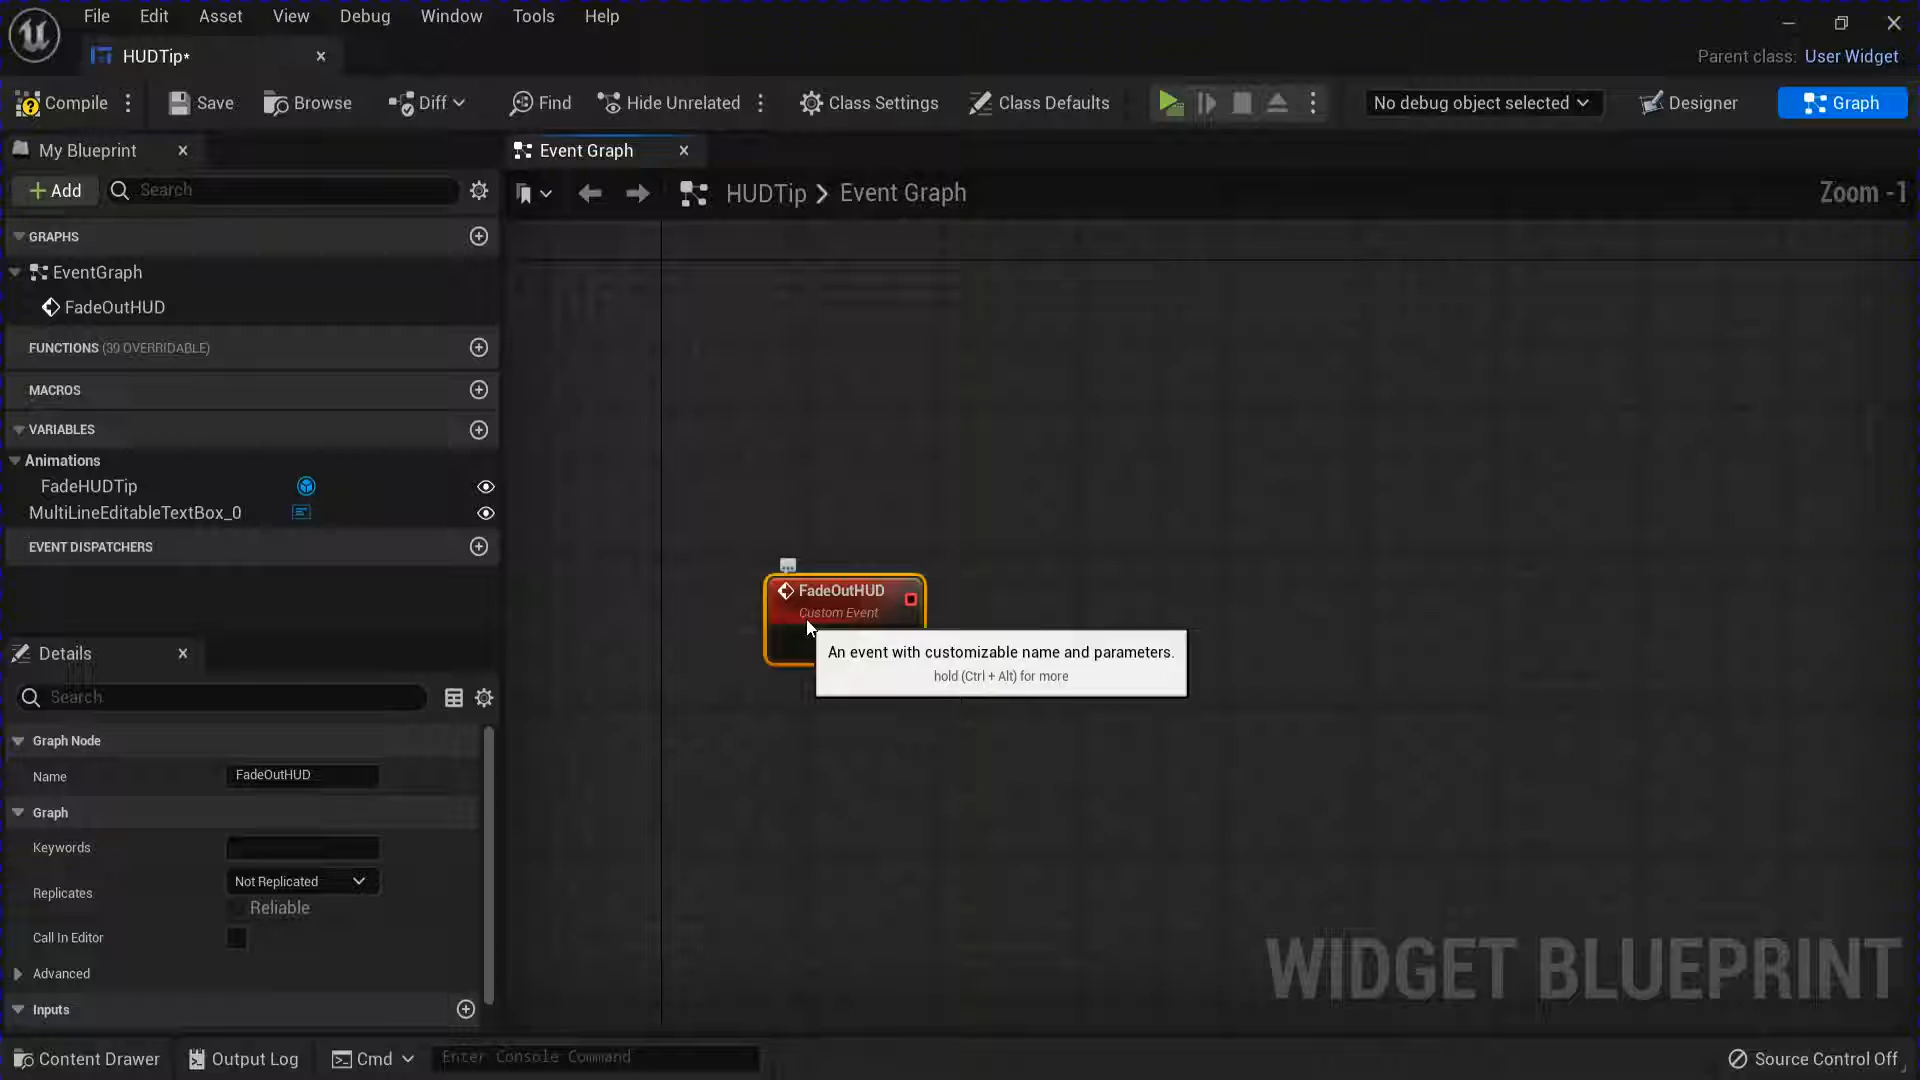 File Edit Asset View Debug Window Tools Help
HUDTip*
Parent class: User Widget
Compile Save Browse Diff Find Hide Unrelated Class Settings Class Defaults No debug object selected Designer Graph
My Blueprint
Event Graph
Add Search
HUDTip > Event Graph Zoom -1
GRAPHS
EventGraph
FadeOutHUD
FUNCTIONS (39 OVERRIDABLE)
MACROS
VARIABLES
Animations
FadeHUDTip
MultiLineEditableTextBox_0
EVENT DISPATCHERS
FadeOutHUD
Custom Event
An event with customizable name and parameters.
hold (Ctrl + Alt) for more
Details
Search
Graph Node
Name FadeOutHUD
Graph
Keywords
Replicates Not Replicated
Reliable
Call In Editor
Advanced
Inputs
WIDGET BLUEPRINT
Content Drawer Output Log Cmd Enter Console Command Source Control Off